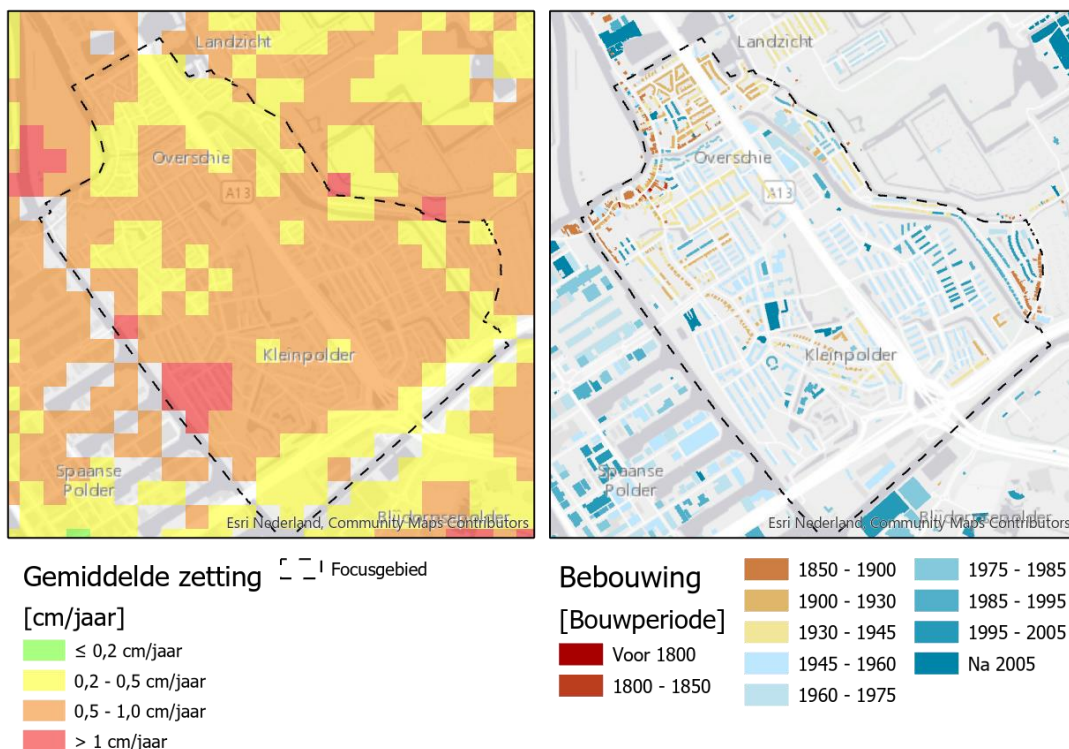 Landzicht
Overschie
A13
Kleinpolder
Spaanse
Polder
Blijdorpsepolder
Esri Nederland, Community Maps Contributors
Landzicht
Overschie
A13
Kleinpolder
Spaanse
Polder
Blijdorpsepolder
Esri Nederland, Community Maps Contributors
Gemiddelde zetting
[cm/jaar]
≤ 0,2 cm/jaar
0,2 - 0,5 cm/jaar
0,5 - 1,0 cm/jaar
> 1 cm/jaar
Focusgebied
Bebouwing
[Bouwperiode]
Voor 1800
1800 - 1850
1850 - 1900
1900 - 1930
1930 - 1945
1945 - 1960
1960 - 1975
1975 - 1985
1985 - 1995
1995 - 2005
Na 2005